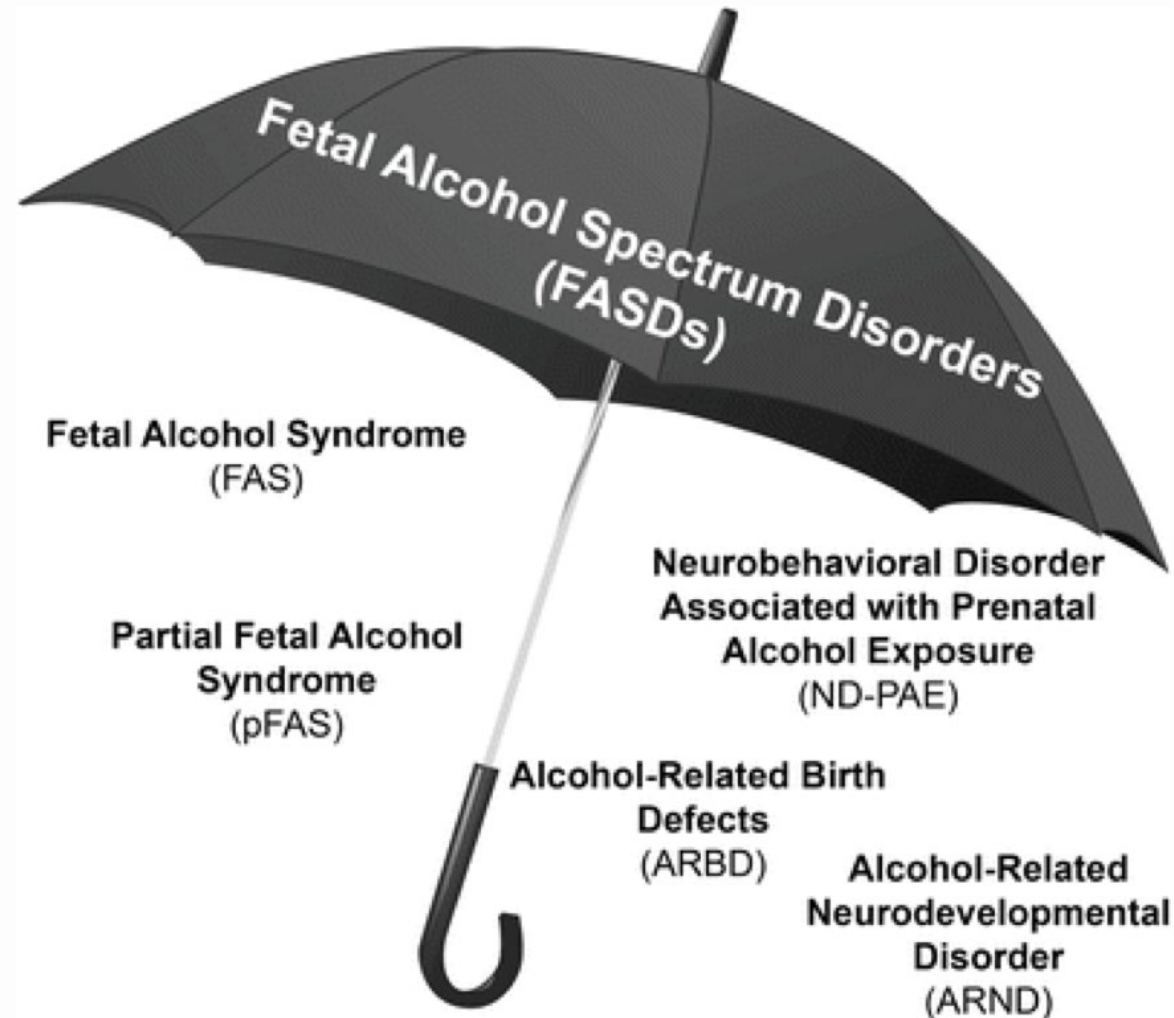 Fetal Alcohol Spectrum Disorders
(FASDs)
Fetal Alcohol Syndrome
(FAS)
Partial Fetal Alcohol
Syndrome
(pFAS)
Neurobehavioral Disorder
Associated with Prenatal
Alcohol Exposure
(ND-PAE)
Alcohol-Related Birth
Defects
(ARBD)
Alcohol-Related
Neurodevelopmental
Disorder
(ARND)